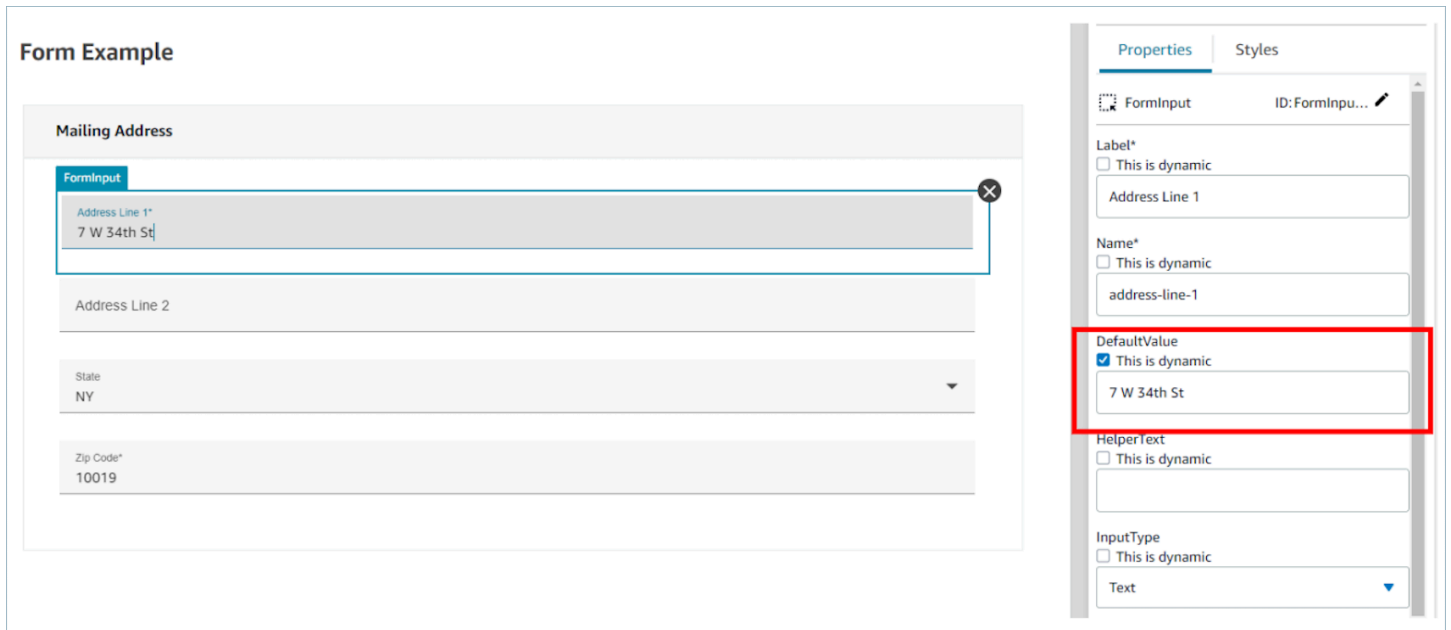 Form Example
Mailing Address
FormInput
Address Line 1*
7 W 34th St
Address Line 2
State
NY
Zip Code*
10019
Properties
Styles
FormInput
ID: FormInpu...
Label*
This is dynamic
Address Line 1
Name*
This is dynamic
address-line-1
DefaultValue
This is dynamic
7 W 34th St
HelperText
This is dynamic
InputType
This is dynamic
Text